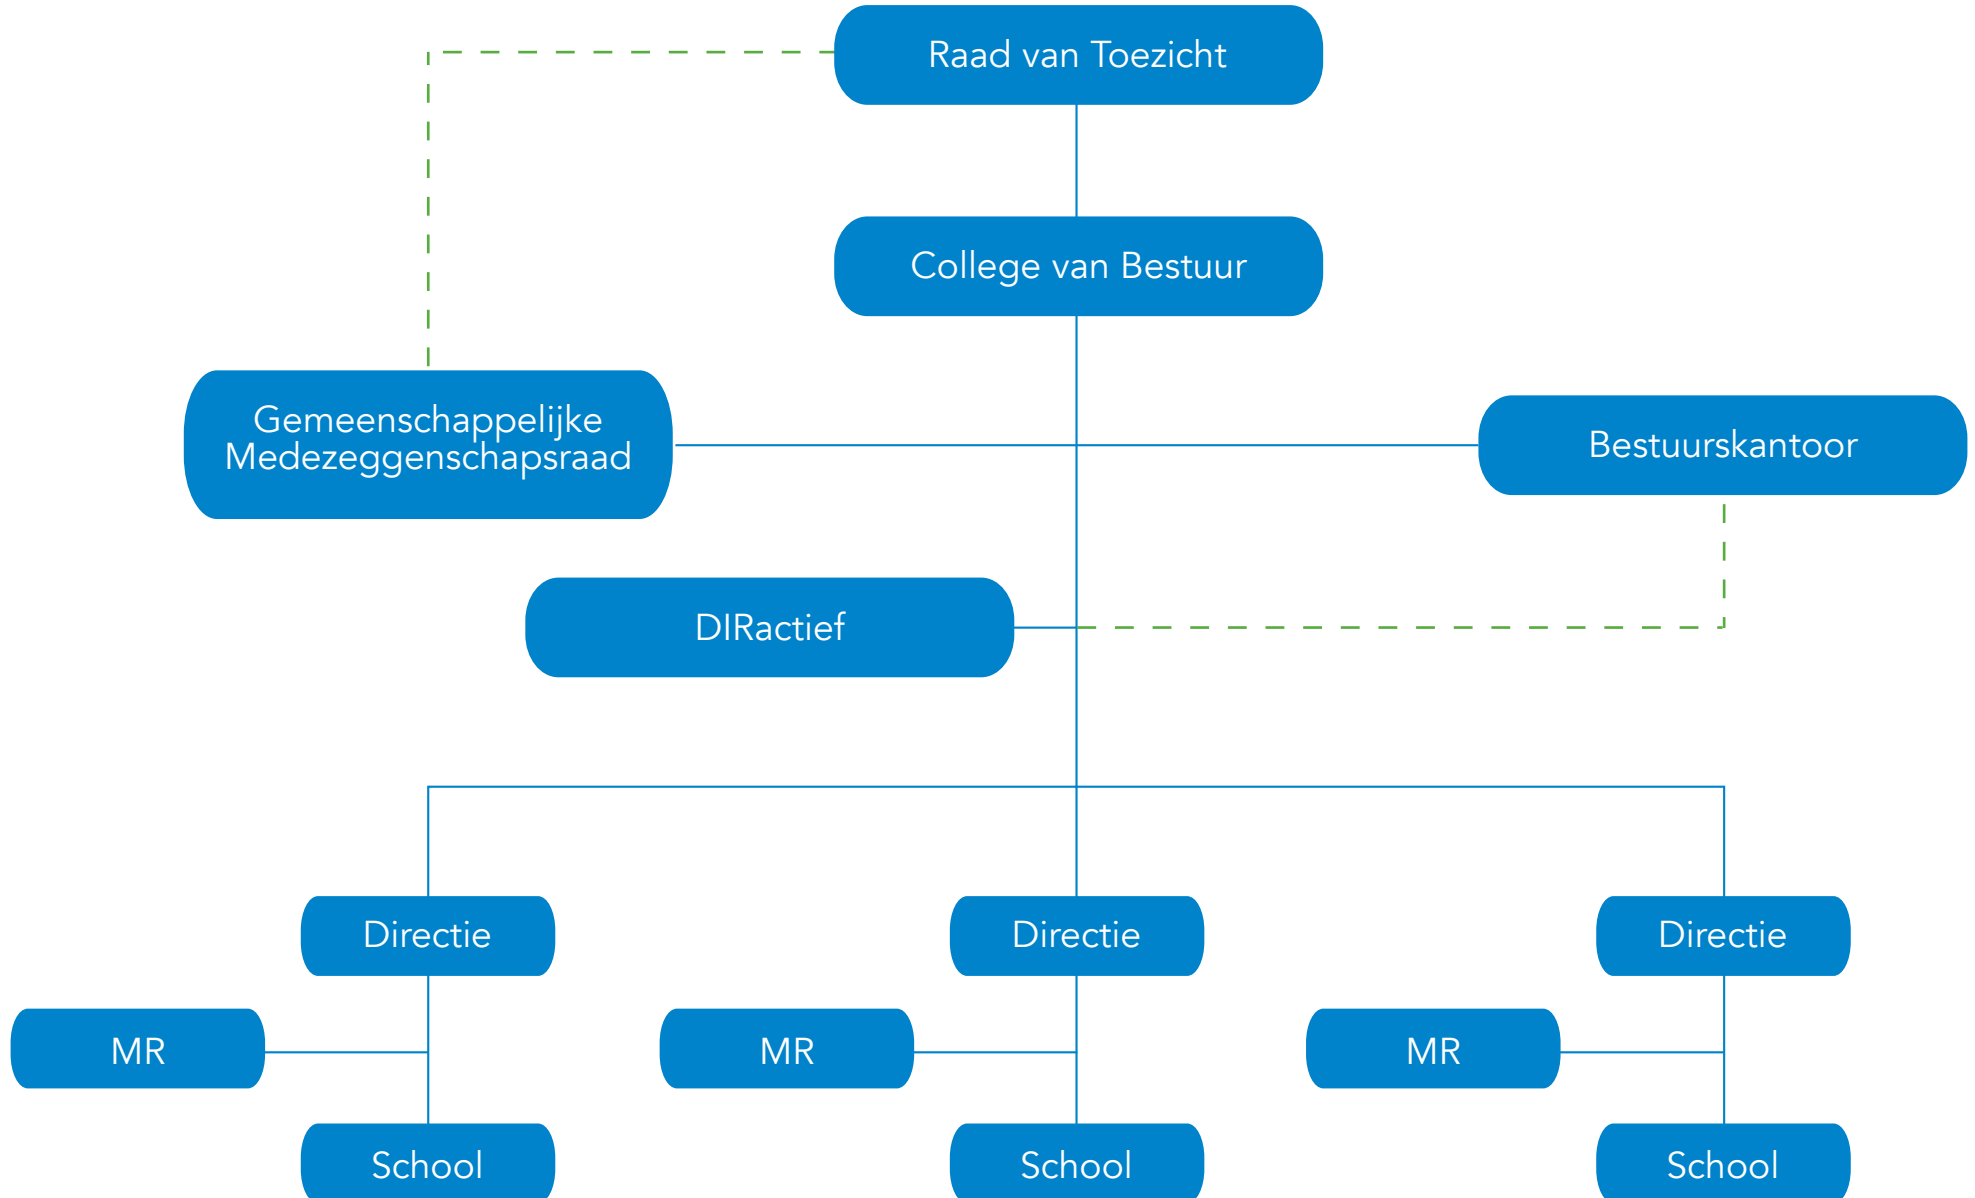 Raad van Toezicht
College van Bestuur
Gemeenschappelijke
Medezeggenschapsraad
Bestuurskantoor
DIRactief
Directie
Directie
Directie
MR
MR
MR
School
School
School